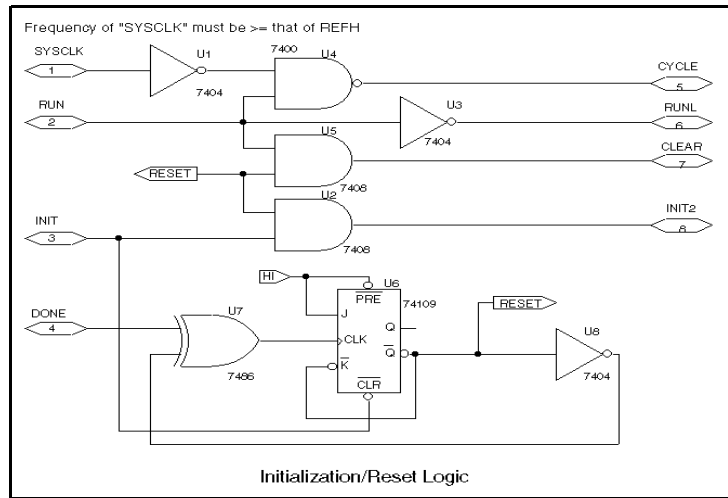 Frequency of "SYSCLK" must be >= that of REFH
SYSCLK
1
U1
7404
7400
U4
CYCLE
5
RUN
2
U3
7404
RUNL
6
U5
7408
CLEAR
7
RESET
U2
7408
INIT
3
INIT2
8
HI
U6
74109
PRE
J
Q
CLK
K
Q
CLR
RESET
DONE
4
U7
7486
U8
7404
Initialization/Reset Logic